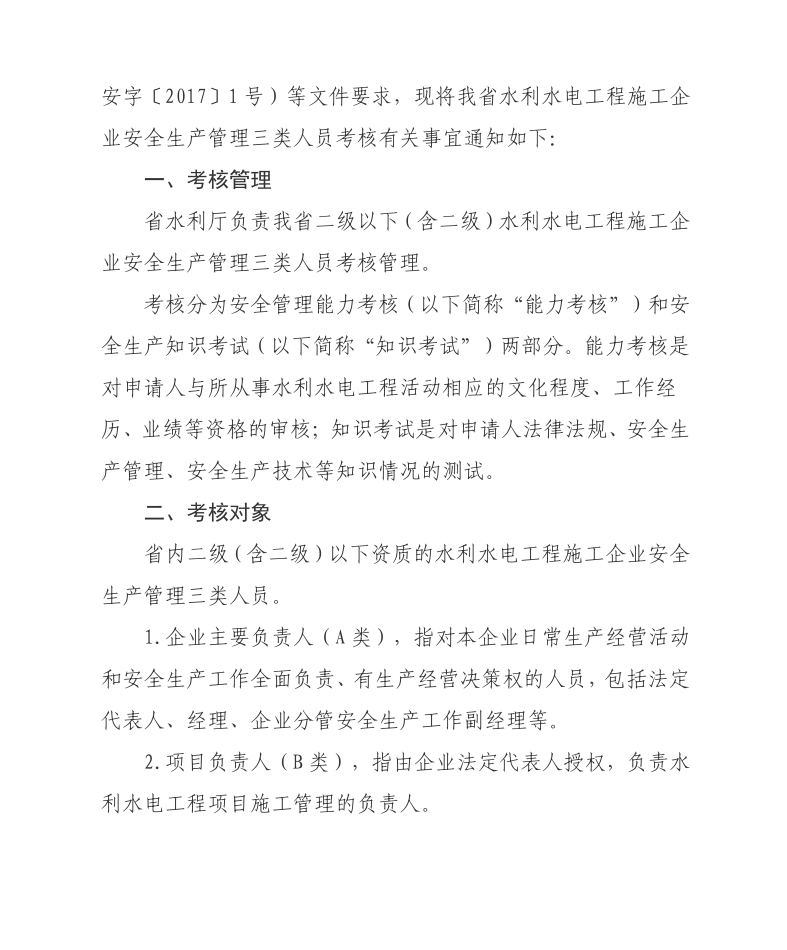 安字〔2017〕1 号）等文件要求，现将我省水利水电工程施工企
业安全生产管理三类人员考核有关事宜通知如下：
一、考核管理
省水利厅负责我省二级以下（含二级）水利水电工程施工企
业安全生产管理三类人员考核管理。
考核分为安全管理能力考核（以下简称“能力考核”）和安
全生产知识考试（以下简称“知识考试”）两部分。能力考核是
对申请人与所从事水利水电工程活动相应的文化程度、工作经
历、业绩等资格的审核；知识考试是对申请人法律法规、安全生
产管理、安全生产技术等知识情况的测试。
二、考核对象
省内二级（含二级）以下资质的水利水电工程施工企业安全
生产管理三类人员。
1.企业主要负责人（A 类），指对本企业日常生产经营活动
和安全生产工作全面负责、有生产经营决策权的人员，包括法定
代表人、经理、企业分管安全生产工作副经理等。
2.项目负责人（B 类），指由企业法定代表人授权，负责水
利水电工程项目施工管理的负责人。